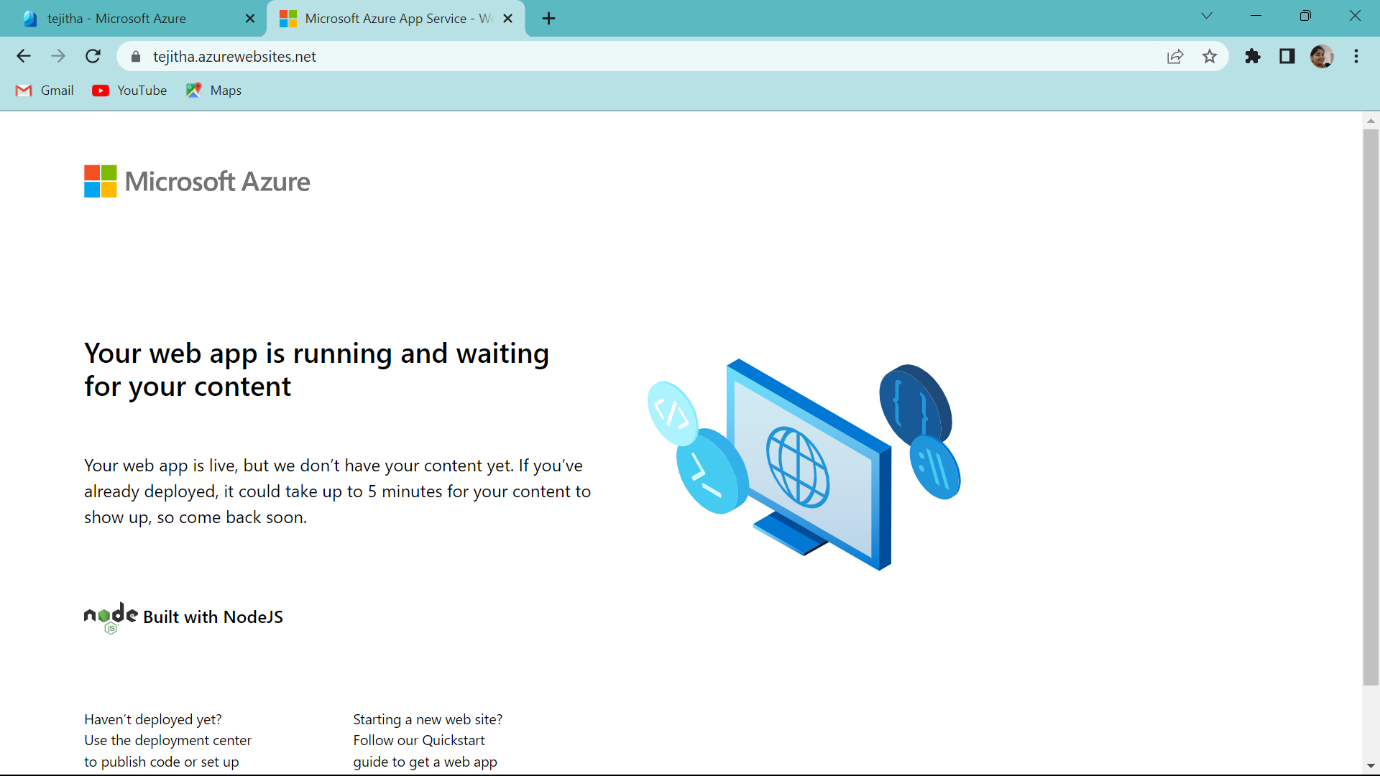 tejitha - Microsoft Azure
Microsoft Azure App Service - W
tejitha.azurewebsites.net
Gmail
YouTube
Maps
Microsoft Azure
Your web app is running and waiting
for your content
Your web app is live, but we don’t have your content yet. If you’ve
already deployed, it could take up to 5 minutes for your content to
show up, so come back soon.
</>
>_
{ }
:\\
node
JS
Built with NodeJS
Haven’t deployed yet?
Use the deployment center
to publish code or set up
Starting a new web site?
Follow our Quickstart
guide to get a web app